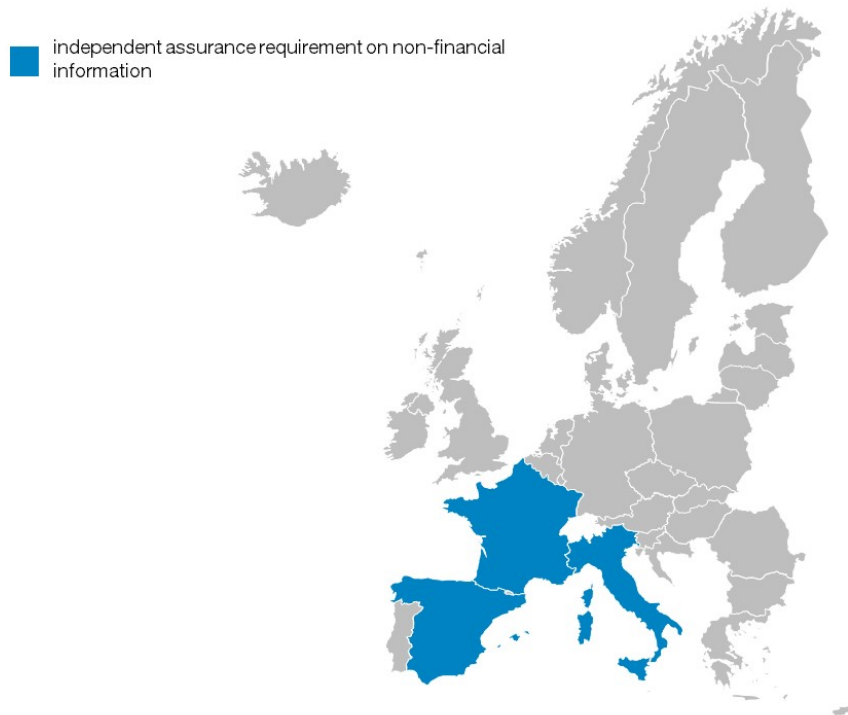 independent assurance requirement on non-financial
information